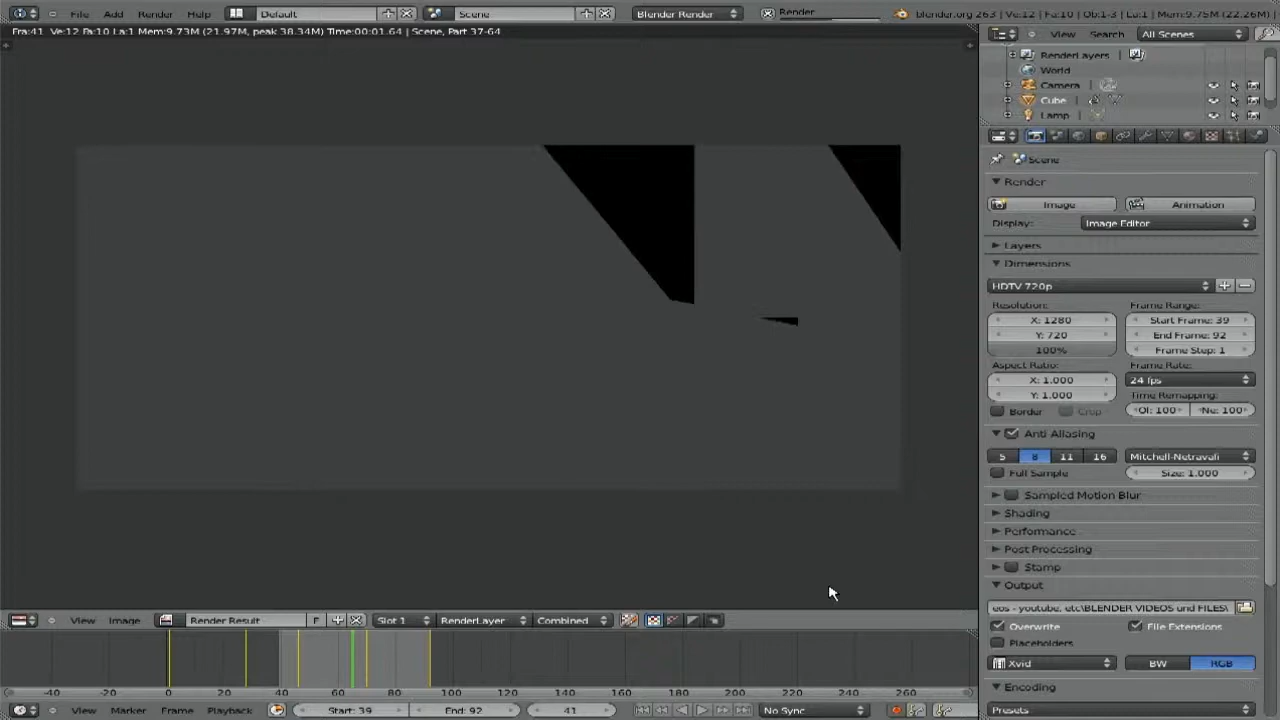 File Add Render Help Default Scene Blender Render Render blender.org 263 | Ve:12 | Fa:10 | Ob:1-3 | La:1 | Mem:9.75M (22.26M)
Fra:41 Ve:12 Fa:10 La:1 Mem:9.73M (21.97M, peak 38.34M) Time:00:01.64 | Scene, Part 37-64
View Search All Scenes
RenderLayers |
World
Camera |
Cube |
Lamp |
Scene
Render
Image Animation
Display: Image Editor
Layers
Dimensions
HDTV 720p
Resolution: Frame Range:
X: 1280 Start Frame: 39
Y: 720 End Frame: 92
100% Frame Step: 1
Aspect Ratio: Frame Rate:
X: 1.000 24 fps
Y: 1.000 Time Remapping:
Border Crop Ol: 100 Ne: 100
Anti-Aliasing
5 8 11 16 Mitchell-Netravali
Full Sample Size: 1.000
Sampled Motion Blur
Shading
Performance
Post Processing
Stamp
Output
eos - youtube, etc\BLENDER VIDEOS und FILES\
Overwrite File Extensions
Placeholders
Xvid BW RGB
Encoding
Presets
View Image Render Result F Slot 1 RenderLayer Combined
-40 -20 0 20 40 60 80 100 120 140 160 180 200 220 240 260
View Marker Frame Playback Start: 39 End: 92 41 No Sync